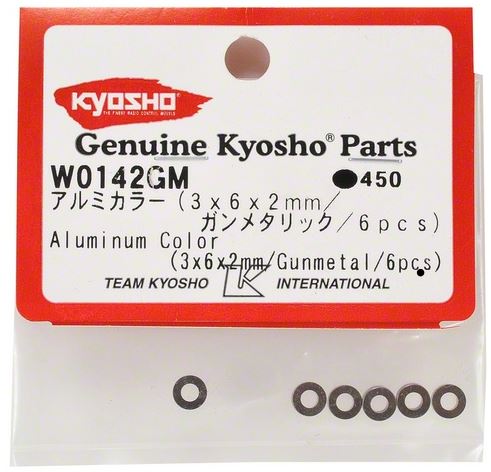 KYOSHO®
THE FINEST RADIO CONTROL MODELS
Genuine Kyosho® Parts
W0142GM ●450
アルミカラー(3x6x2mm/
ガンメタリック/6pcs)
Aluminum Color
(3x6x2mm/Gunmetal/6pcs)
TEAM KYOSHO K INTERNATIONAL